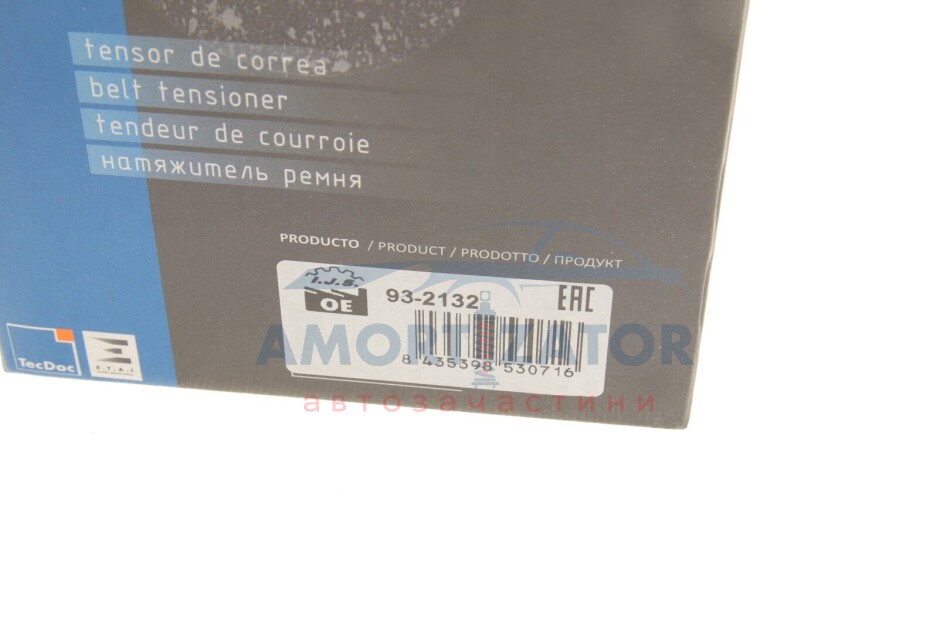 tensor de correa
belt tensioner
tendeur de courroie
натяжитель ремня
PRODUCTO / PRODUCT / PRODOTTO / ПРОДУКТ
I.J.S.
OE
93-2132
EAC
8 435398 530716
AMORTIZATOR
автозачастини
TecDoc
E.T.A.I